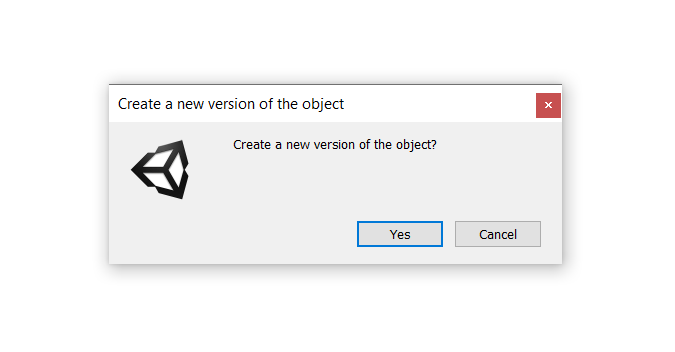 Create a new version of the object
Create a new version of the object?
Yes
Cancel